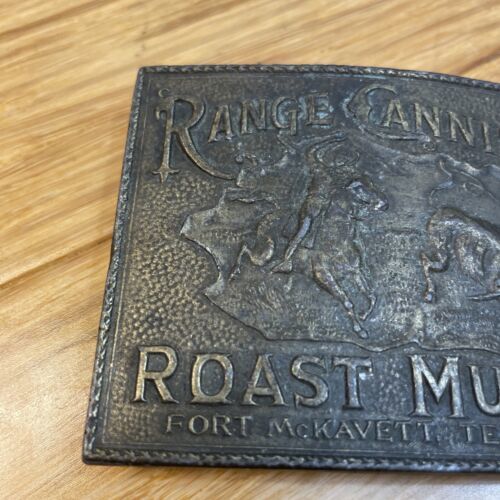 RANGE CANNI
ROAST MU
FORT MCKAVETT, TE